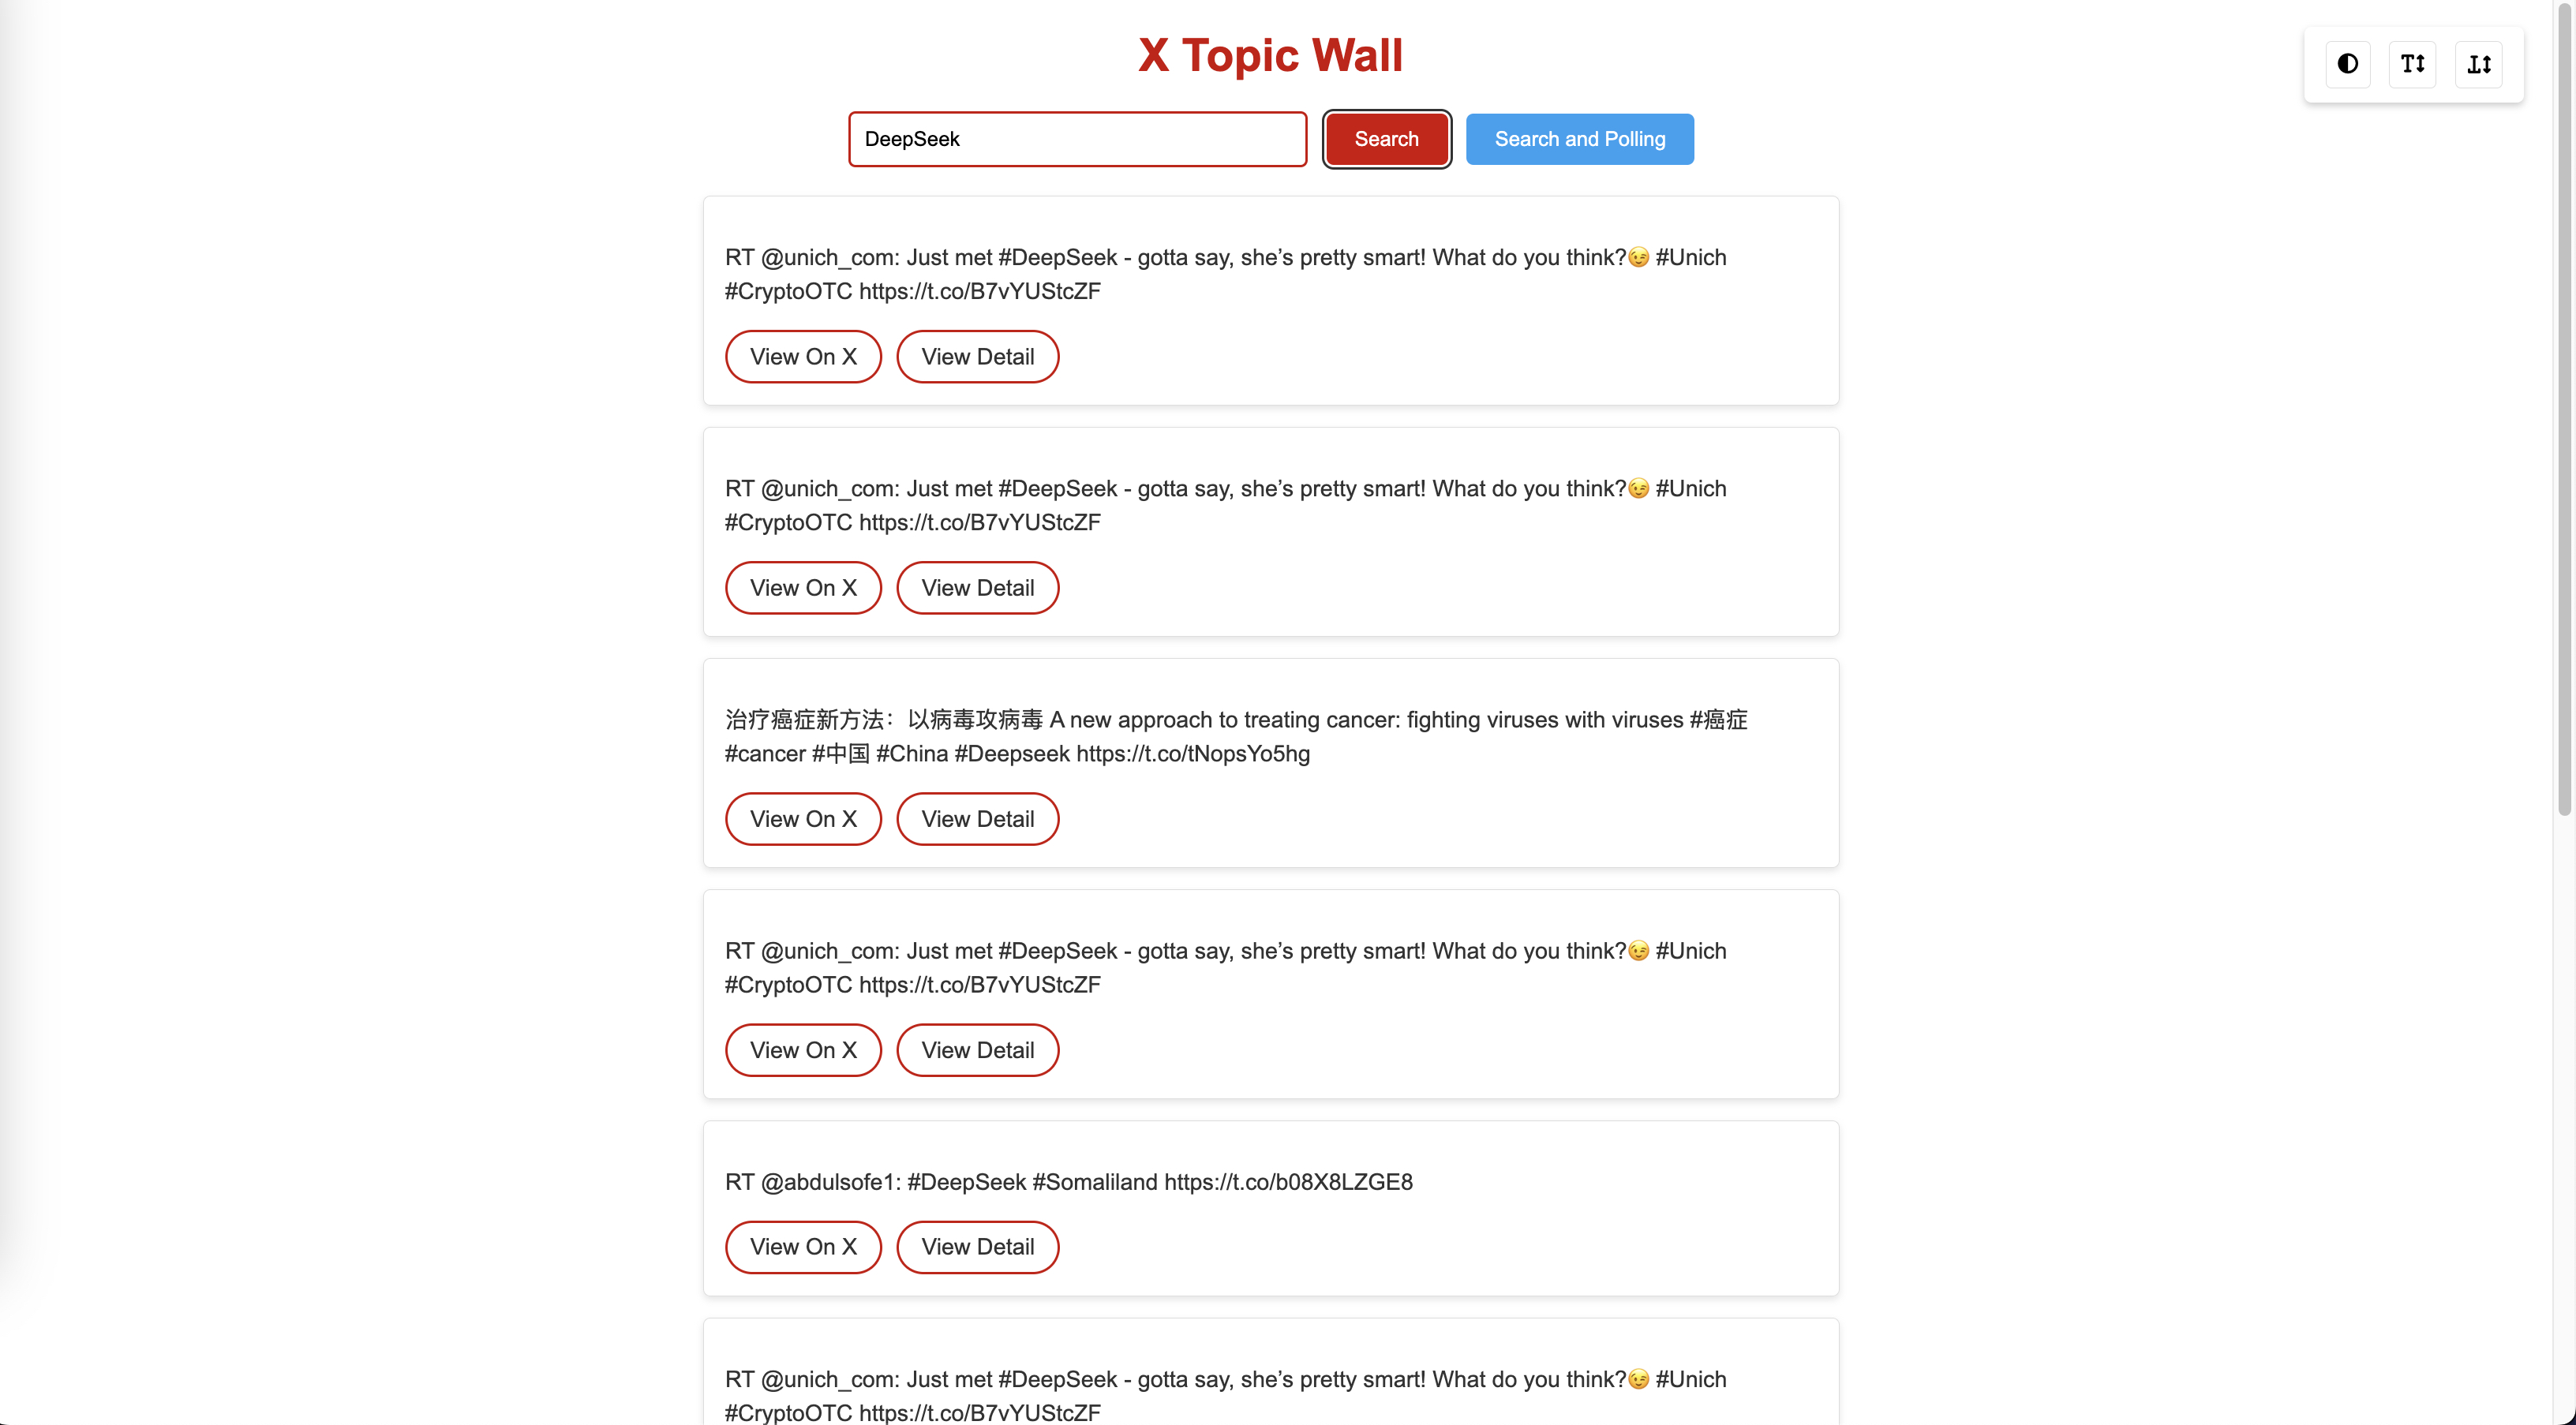 X Topic Wall
DeepSeek
Search
Search and Polling
RT @unich_com: Just met #DeepSeek - gotta say, she’s pretty smart! What do you think?😉 #Unich
#CryptoOTC https://t.co/B7vYUStcZF
View On X
View Detail
RT @unich_com: Just met #DeepSeek - gotta say, she’s pretty smart! What do you think?😉 #Unich
#CryptoOTC https://t.co/B7vYUStcZF
View On X
View Detail
治疗癌症新方法：以病毒攻病毒 A new approach to treating cancer: fighting viruses with viruses #癌症
#cancer #中国 #China #Deepseek https://t.co/tNopsYo5hg
View On X
View Detail
RT @unich_com: Just met #DeepSeek - gotta say, she’s pretty smart! What do you think?😉 #Unich
#CryptoOTC https://t.co/B7vYUStcZF
View On X
View Detail
RT @abdulsofe1: #DeepSeek #Somaliland https://t.co/b08X8LZGE8
View On X
View Detail
RT @unich_com: Just met #DeepSeek - gotta say, she’s pretty smart! What do you think?😉 #Unich
#CryptoOTC https://t.co/B7vYUStcZF